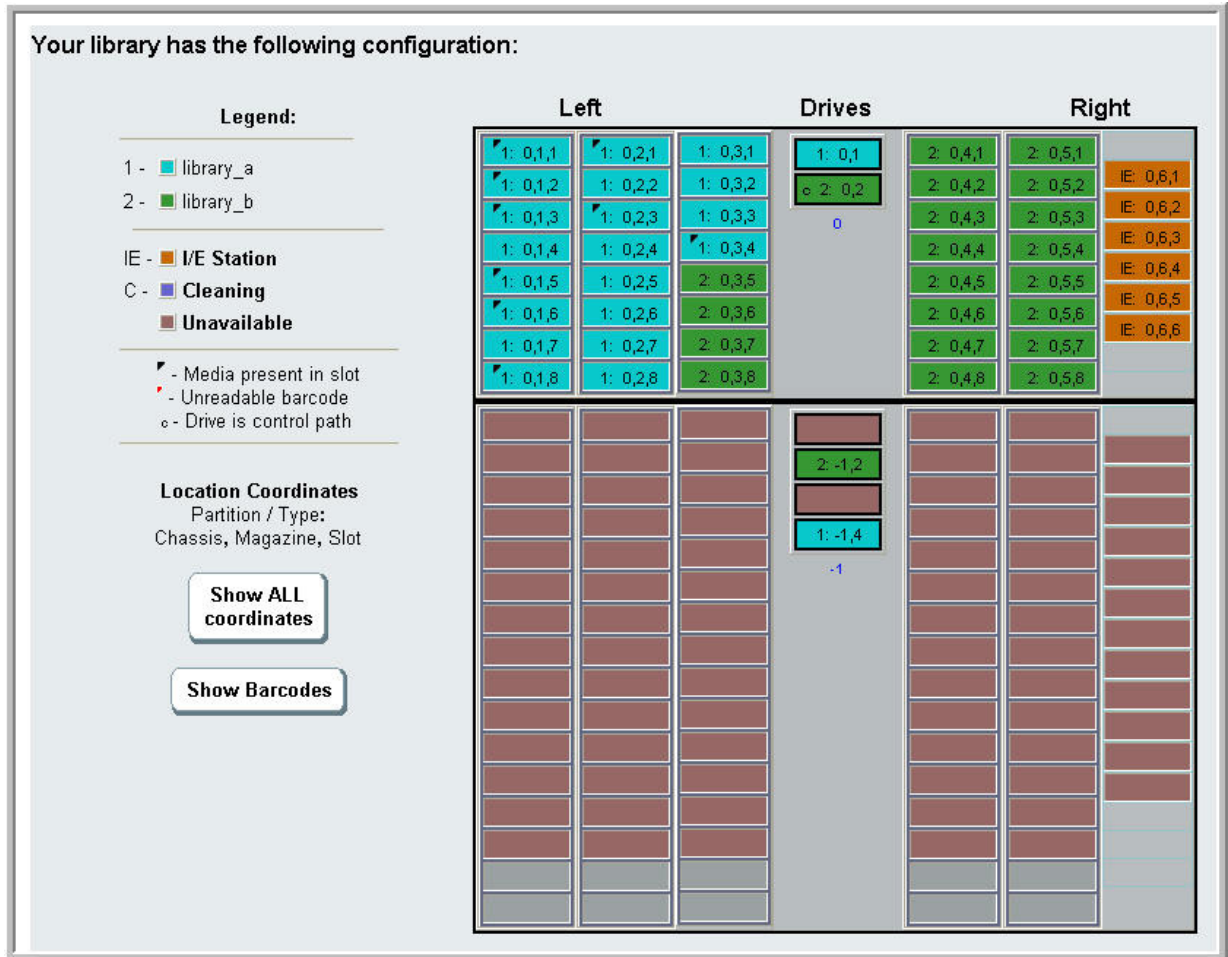 Your library has the following configuration:
Legend:
1 - library_a
2 - library_b
IE - I/E Station
C - Cleaning
Unavailable
- Media present in slot
- Unreadable barcode
c - Drive is control path
Location Coordinates
Partition / Type:
Chassis, Magazine, Slot
Show ALL
coordinates
Show Barcodes
Left Drives Right
1: 0,1,1 1: 0,2,1 1: 0,3,1 1: 0,1 2: 0,4,1 2: 0,5,1 IE: 0,6,1
1: 0,1,2 1: 0,2,2 1: 0,3,2 c 2: 0,2 2: 0,4,2 2: 0,5,2 IE: 0,6,2
1: 0,1,3 1: 0,2,3 1: 0,3,3 0 2: 0,4,3 2: 0,5,3 IE: 0,6,3
1: 0,1,4 1: 0,2,4 1: 0,3,4 2: 0,4,4 2: 0,5,4 IE: 0,6,4
1: 0,1,5 1: 0,2,5 2: 0,3,5 2: 0,4,5 2: 0,5,5 IE: 0,6,5
1: 0,1,6 1: 0,2,6 2: 0,3,6 2: 0,4,6 2: 0,5,6 IE: 0,6,6
1: 0,1,7 1: 0,2,7 2: 0,3,7 2: 0,4,7 2: 0,5,7
1: 0,1,8 1: 0,2,8 2: 0,3,8 2: 0,4,8 2: 0,5,8
2: -1,2
1: -1,4
-1